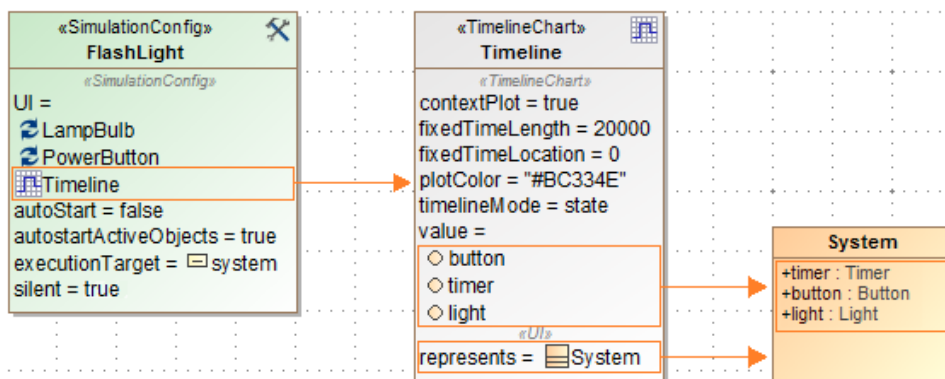 «SimulationConfig»
FlashLight
«SimulationConfig»
UI =
LampBulb
PowerButton
Timeline
autoStart = false
autostartActiveObjects = true
executionTarget = system
silent = true
«TimelineChart»
Timeline
«TimelineChart»
contextPlot = true
fixedTimeLength = 20000
fixedTimeLocation = 0
plotColor = "#BC334E"
timelineMode = state
value =
button
timer
light
«UI»
represents = System
System
+timer : Timer
+button : Button
+light : Light